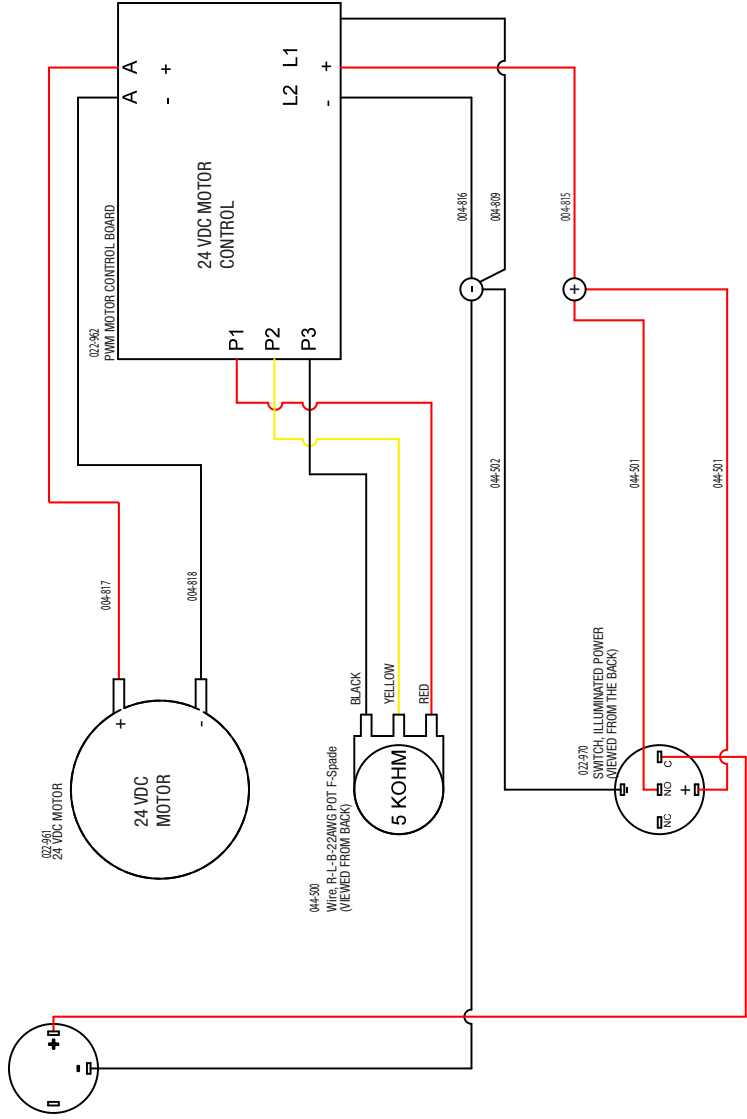 A
+
A
-
L1
+
L2
-
24 VDC MOTOR
CONTROL
022-962
PWM MOTOR CONTROL BOARD
P1
P2
P3
004-816
004-809
004-815
-
+
004-817
004-818
044-502
044-501
044-501
+
-
24 VDC
MOTOR
022-961
24 VDC MOTOR
BLACK
YELLOW
RED
5 KOHM
044-500
Wire, R-L-B-22AWG POT F-Spade
(VIEWED FROM BACK)
022-970
SWITCH, ILLUMINATED POWER
(VIEWED FROM THE BACK)
-
C
NO
+
NC
+
-